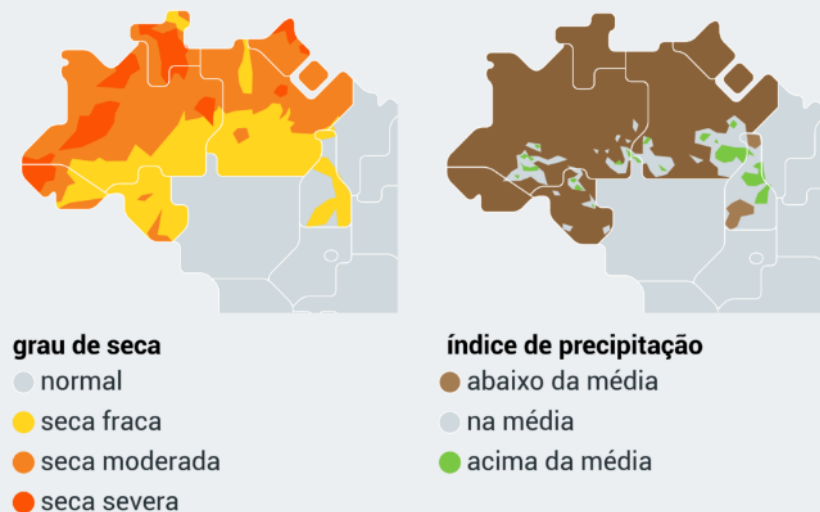 grau de seca
normal
seca fraca
seca moderada
seca severa
índice de precipitação
abaixo da média
na média
acima da média